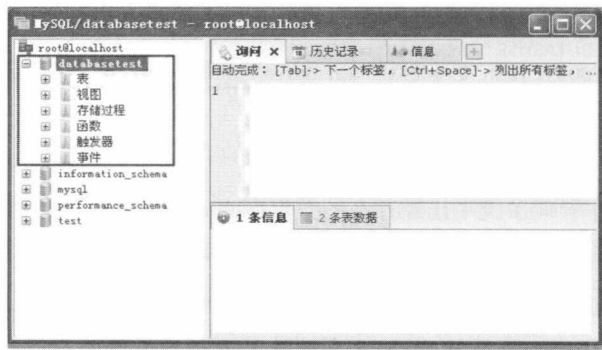 MySQL/databasetest - root@localhost
root@localhost
databasetest
表
视图
存储过程
函数
触发器
事件
information_schema
mysql
performance_schema
test
询问 × 历史记录 信息
自动完成： [Tab]-> 下一个标签， [Ctrl+Space]-> 列出所有标签， ...
1
1 条信息 2 条表数据